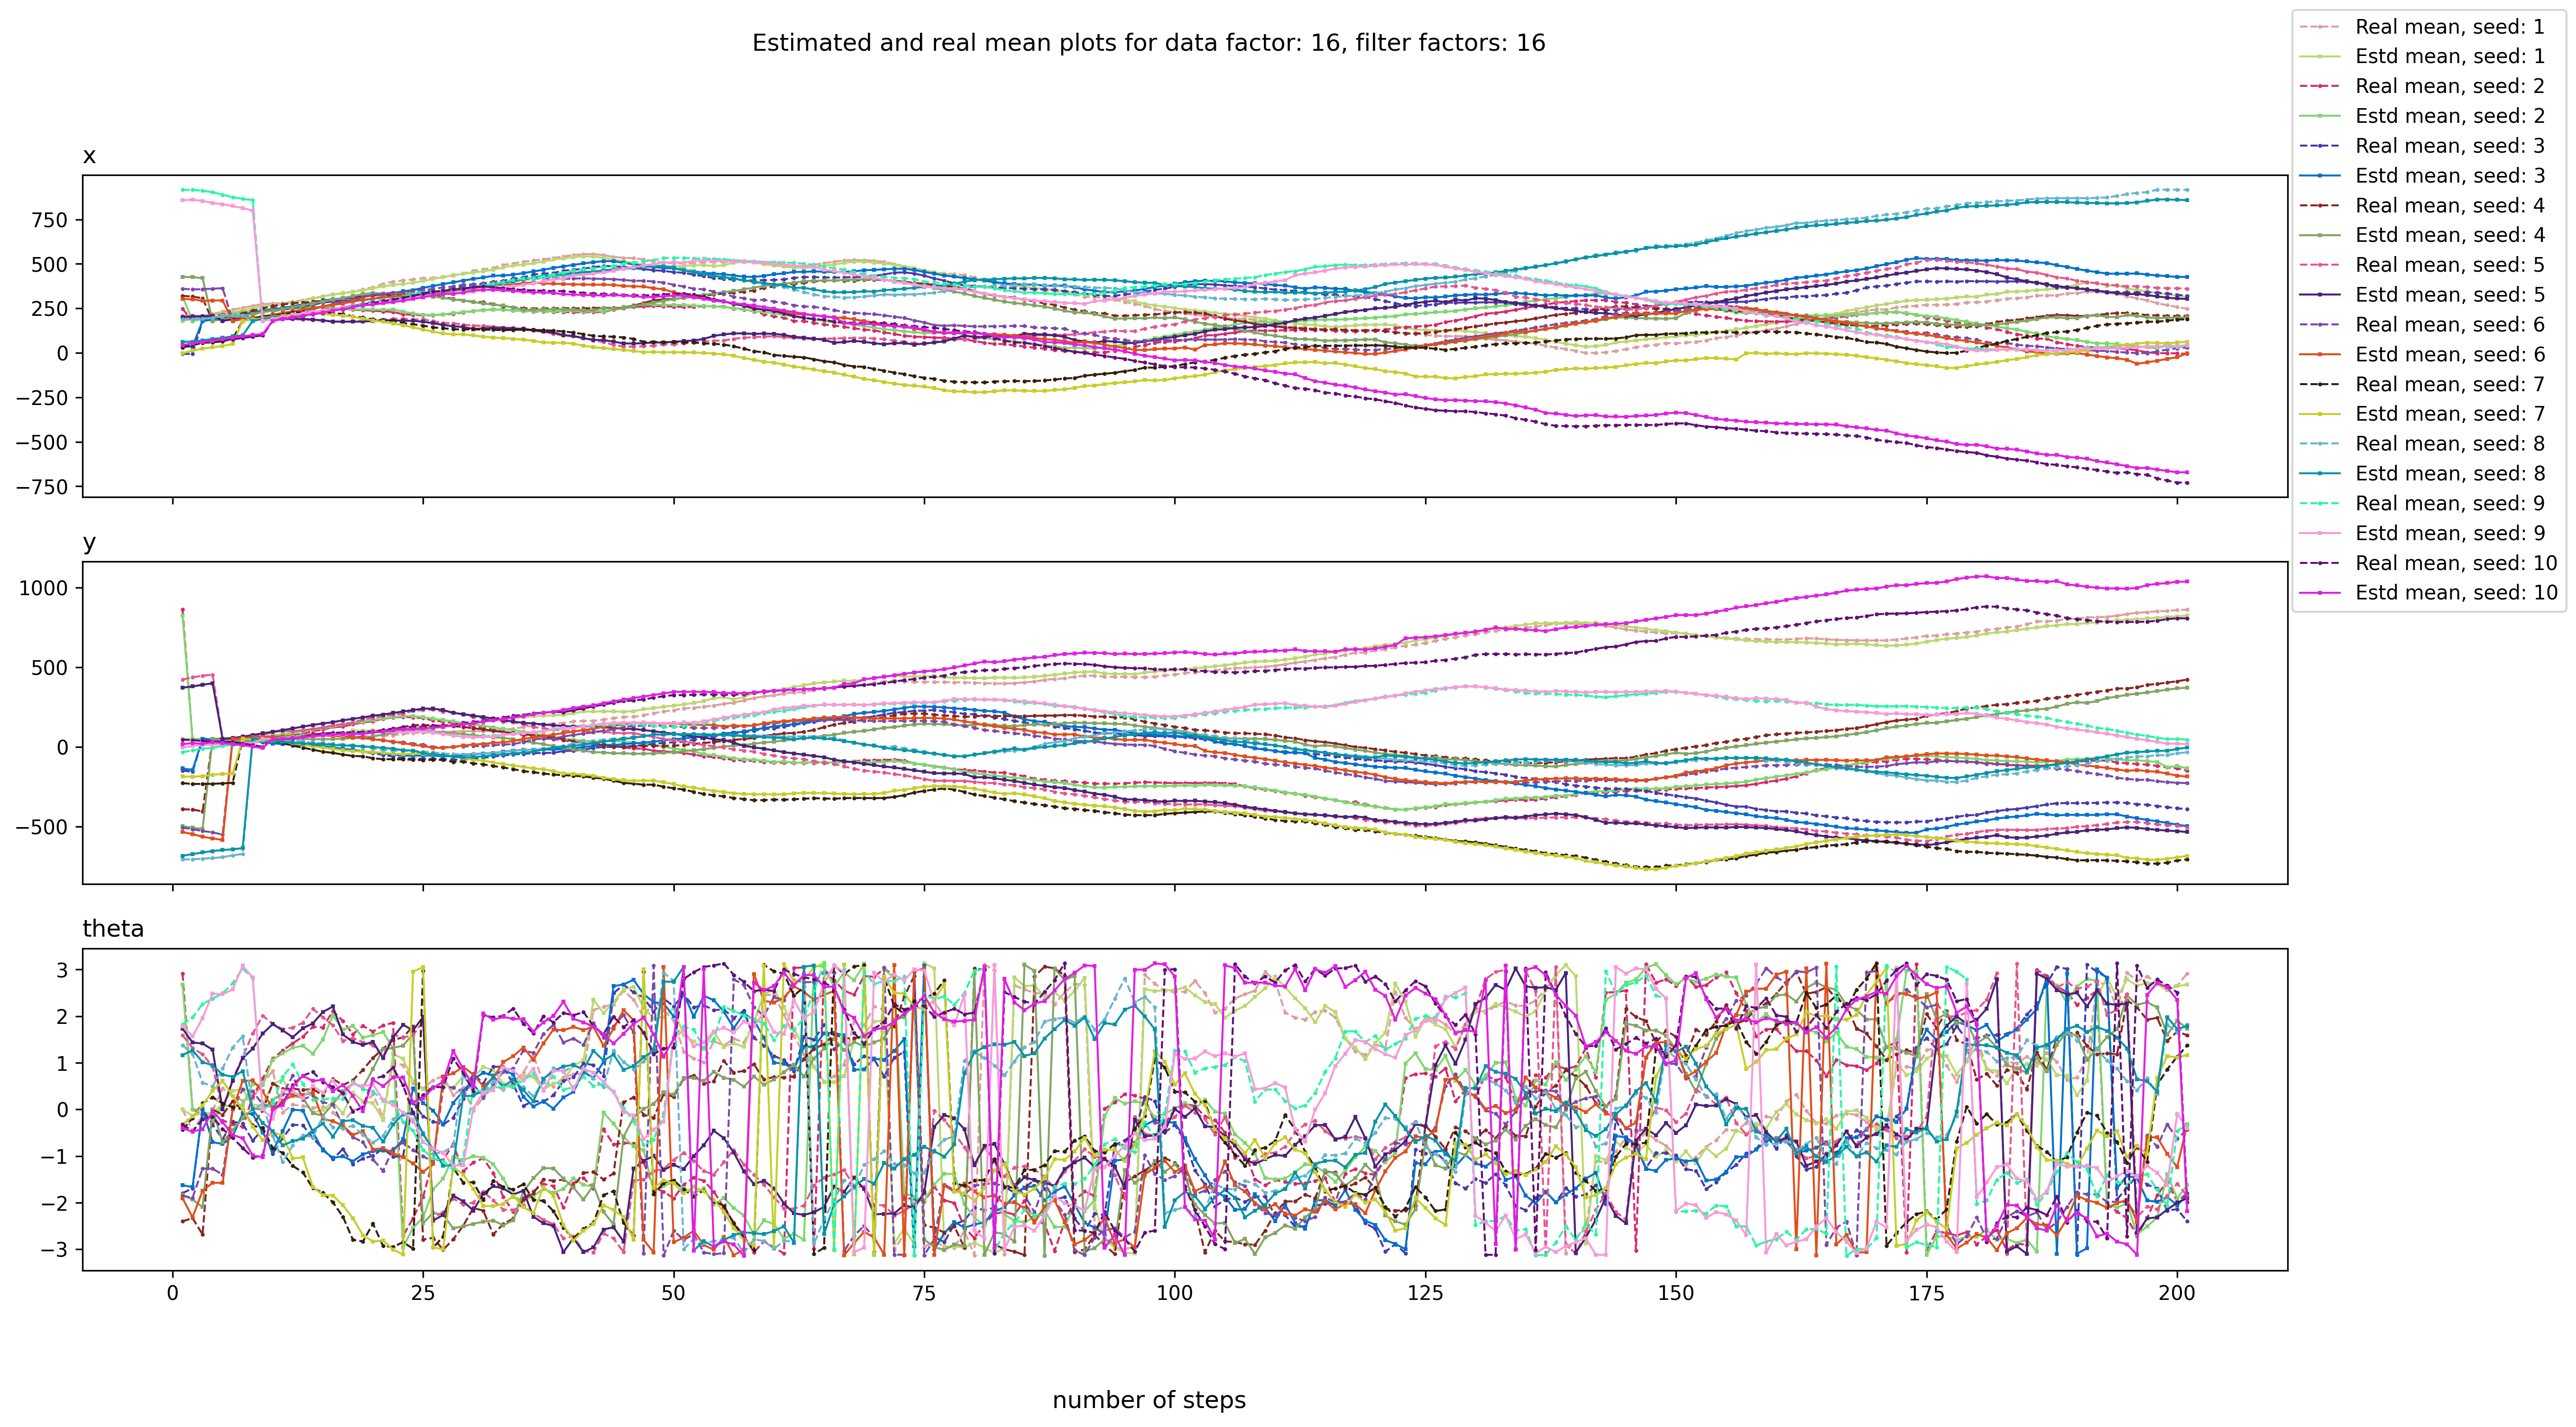 Estimated and real mean plots for data factor: 16, filter factors: 16
Real mean, seed: 1
Estd mean, seed: 1
Real mean, seed: 2
Estd mean, seed: 2
Real mean, seed: 3
Estd mean, seed: 3
Real mean, seed: 4
Estd mean, seed: 4
Real mean, seed: 5
Estd mean, seed: 5
Real mean, seed: 6
Estd mean, seed: 6
Real mean, seed: 7
Estd mean, seed: 7
Real mean, seed: 8
Estd mean, seed: 8
Real mean, seed: 9
Estd mean, seed: 9
Real mean, seed: 10
Estd mean, seed: 10
x
750
500
250
0
−250
−500
−750
y
1000
500
0
−500
theta
3
2
1
0
−1
−2
−3
0 25 50 75 100 125 150 175 200
number of steps